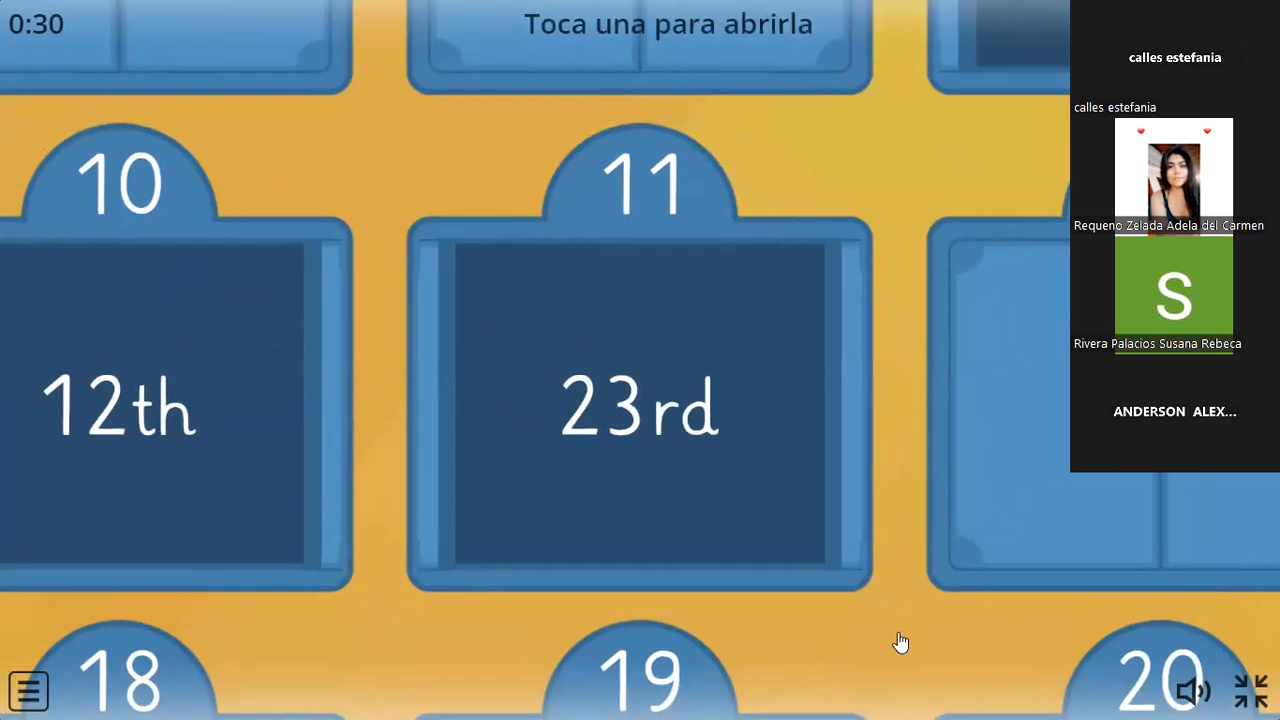 0:30
Toca una para abrirla
calles estefania
calles estefania
10
11
Requeno Zelada Adela del Carmen
12th
23rd
S
Rivera Palacios Susana Rebeca
ANDERSON ALEX...
18
19
20